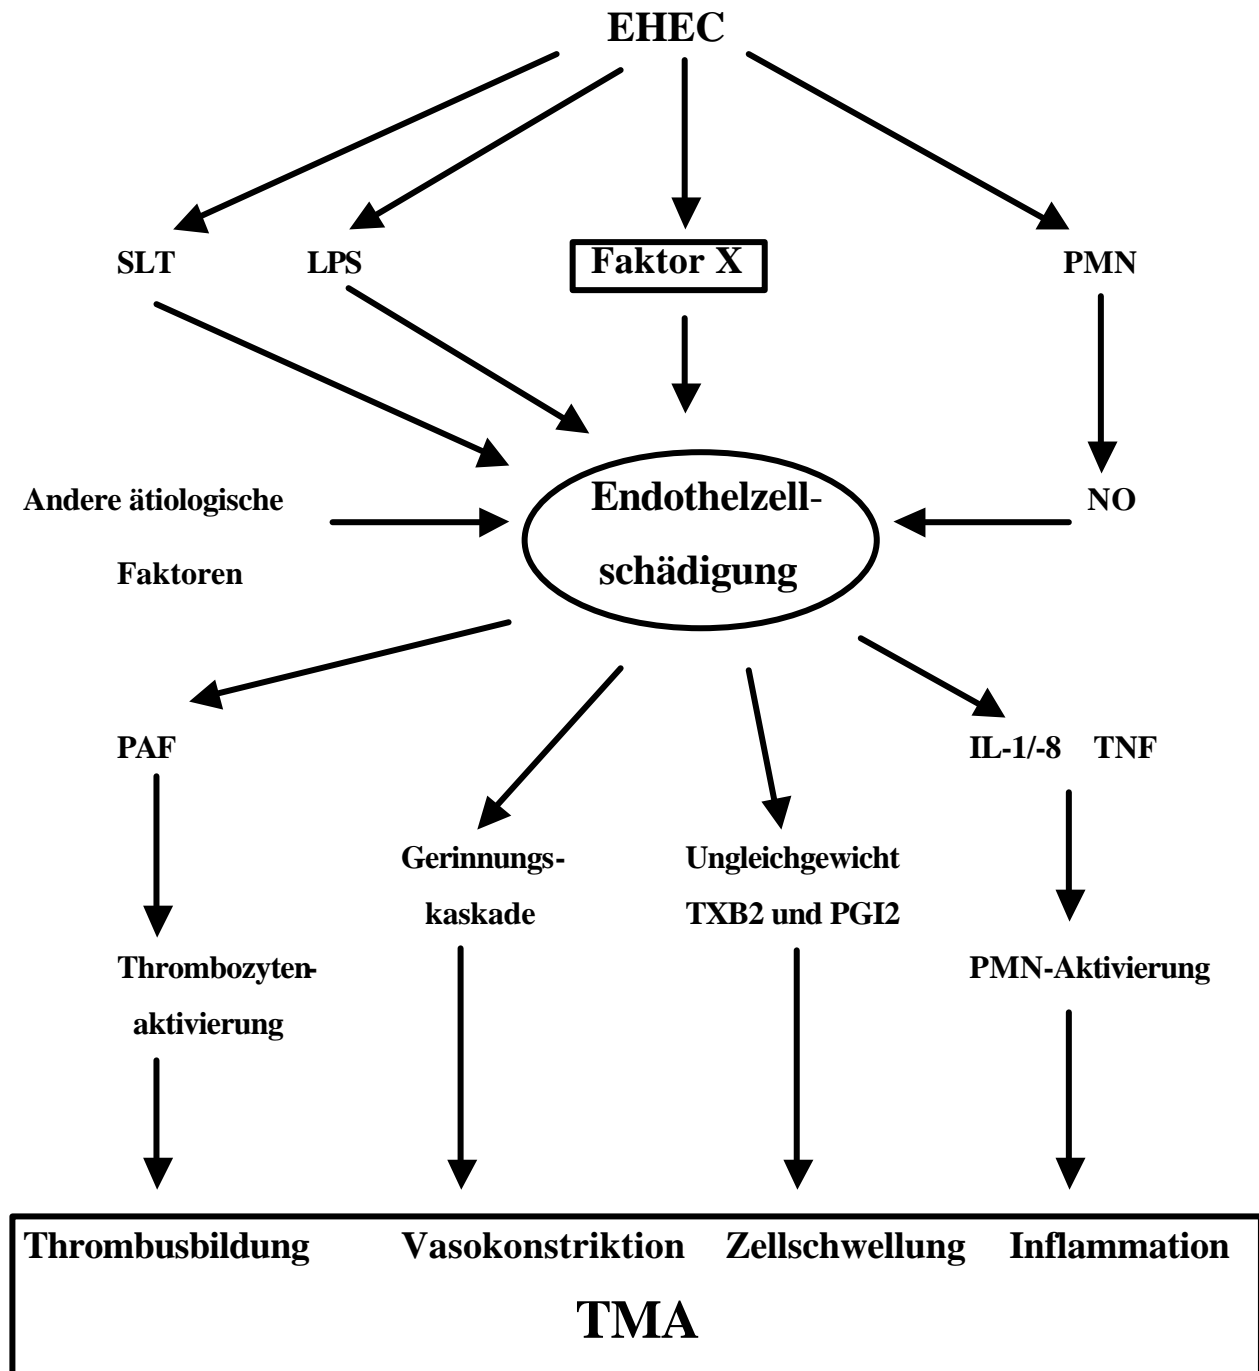 EHEC
SLT LPS Faktor X PMN
Andere ätiologische
Faktoren
Endothelzell-
schädigung
NO
PAF
IL-1/-8 TNF
Gerinnungs-
kaskade
Ungleichgewicht
TXB2 und PGI2
Thrombozyten-
aktivierung
PMN-Aktivierung
Thrombusbildung Vasokonstriktion Zellschwellung Inflammation
TMA